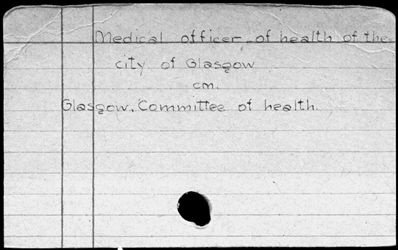 Medical officer of health of the
city of Glasgow
cm.
Glasgow. Committee of health.